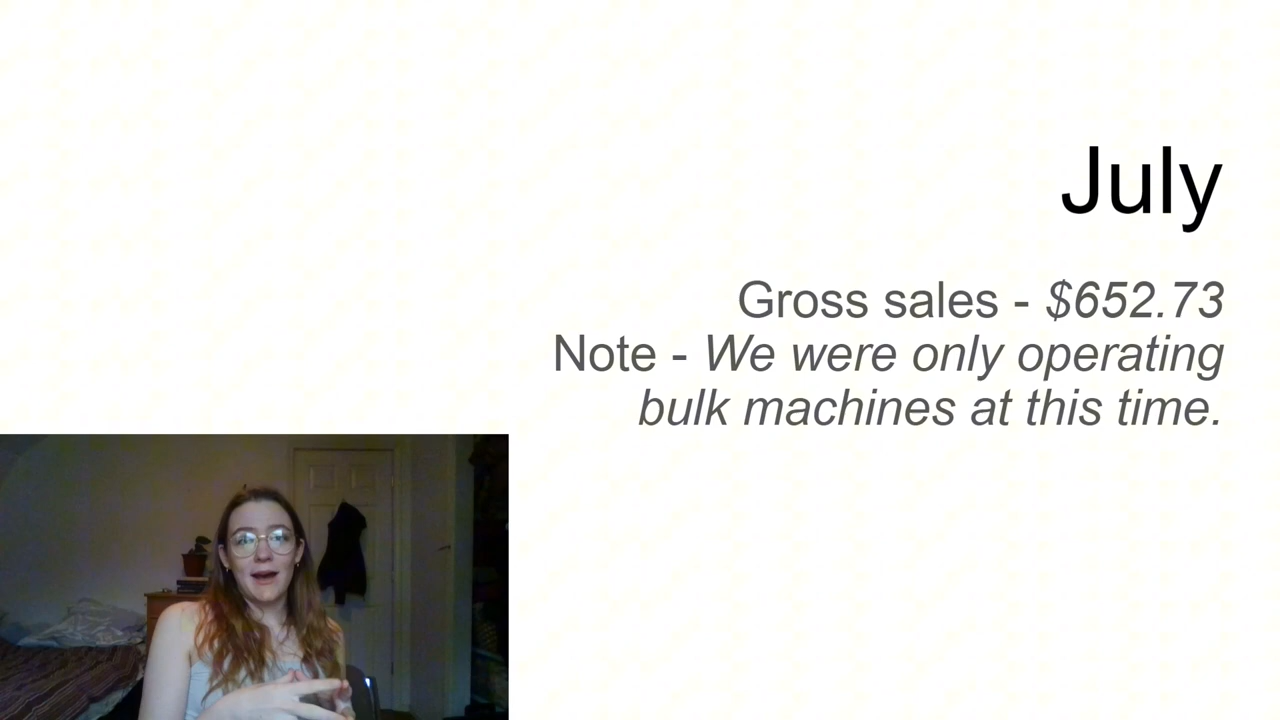 July
Gross sales - $652.73
Note - We were only operating
bulk machines at this time.